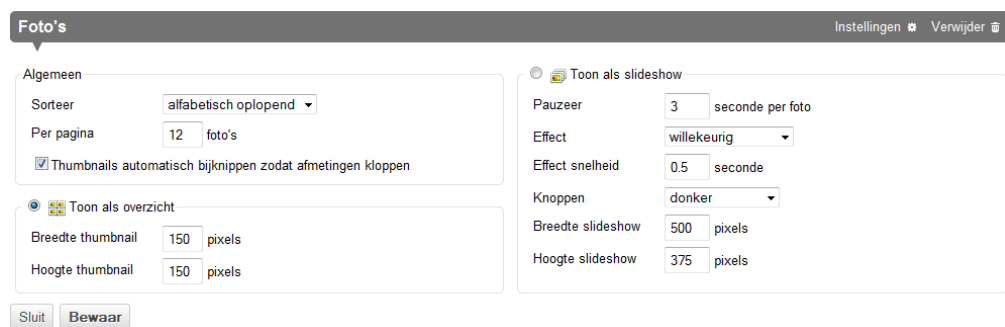 Foto's
Instellingen Verwijder
Algemeen
Sorteer alfabetisch oplopend
Per pagina 12 foto's
Thumbnails automatisch bijknippen zodat afmetingen kloppen
Toon als overzicht
Breedte thumbnail 150 pixels
Hoogte thumbnail 150 pixels
Toon als slideshow
Pauzeer 3 seconde per foto
Effect willekeurig
Effect snelheid 0.5 seconde
Knoppen donker
Breedte slideshow 500 pixels
Hoogte slideshow 375 pixels
Sluit Bewaar